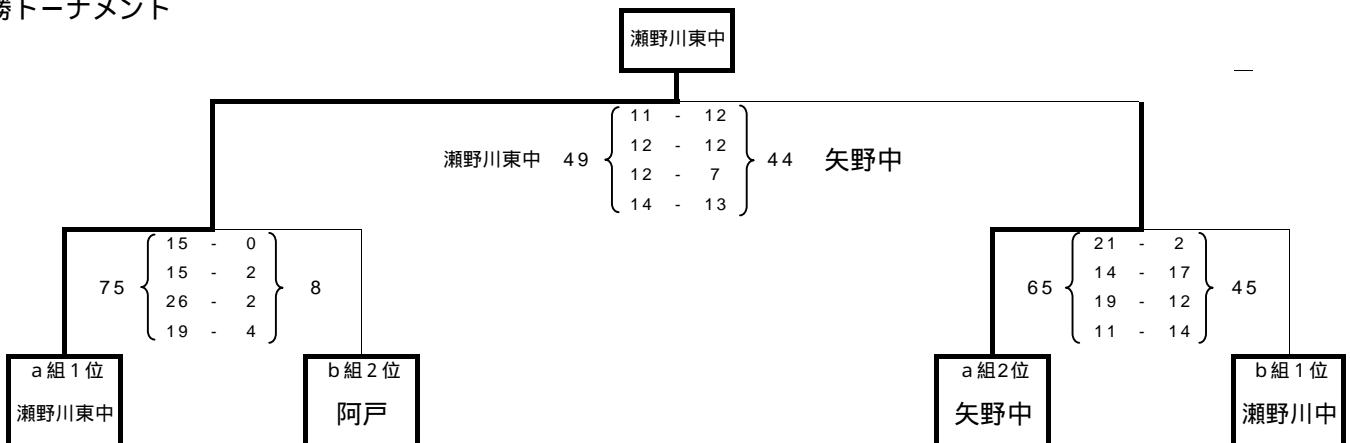 勝トーナメント
瀬野川東中
11 - 12
12 - 12
瀬野川東中 49 44 矢野中
12 - 7
14 - 13
15 - 0
15 - 2
75 8
26 - 2
19 - 4
21 - 2
14 - 17
65 45
19 - 12
11 - 14
a組1位
瀬野川東中
b組2位
阿戸
a組2位
矢野中
b組1位
瀬野川中